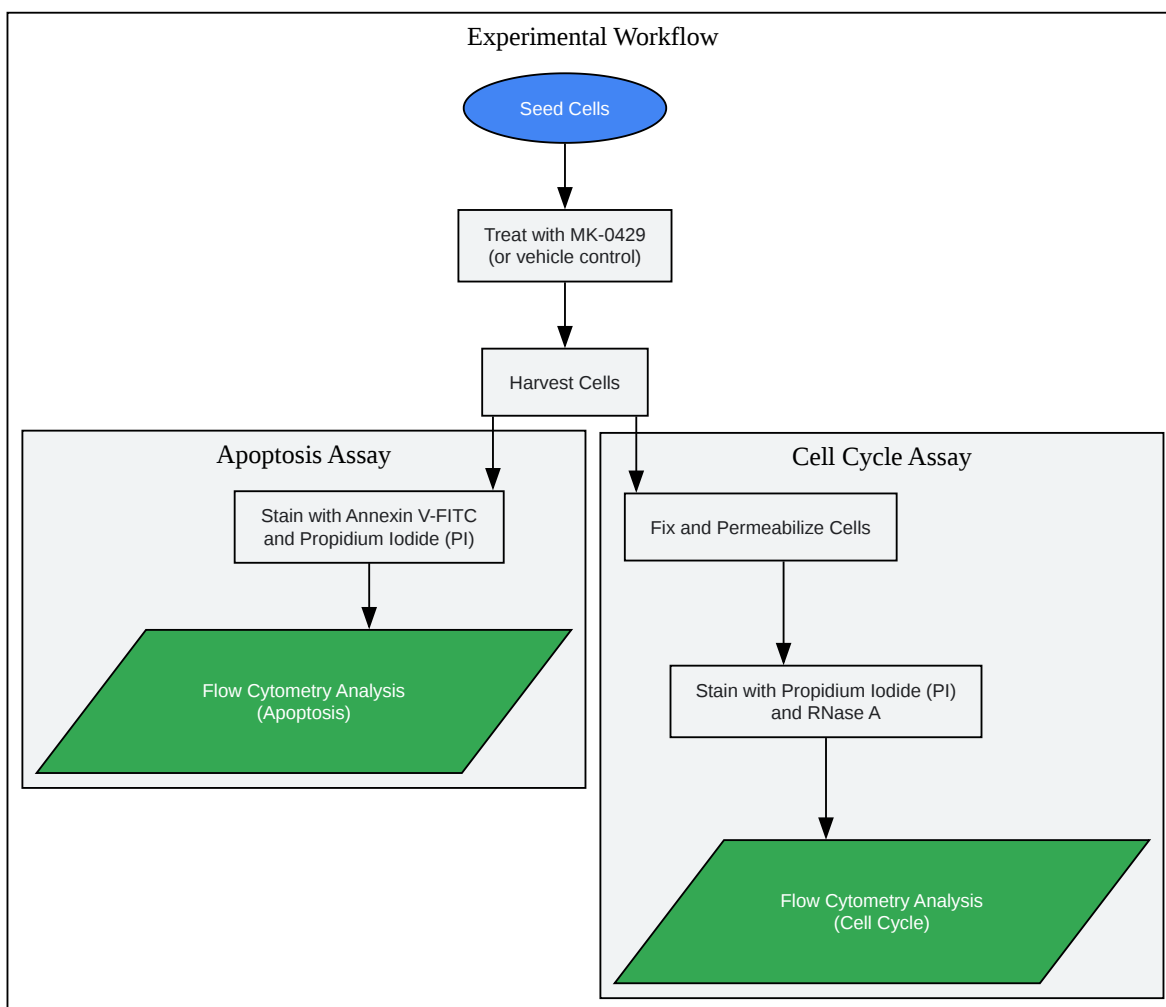 Experimental Workflow
Seed Cells
Treat with MK-0429
(or vehicle control)
Harvest Cells
Apoptosis Assay
Stain with Annexin V-FITC
and Propidium Iodide (PI)
Flow Cytometry Analysis
(Apoptosis)
Cell Cycle Assay
Fix and Permeabilize Cells
Stain with Propidium Iodide (PI)
and RNase A
Flow Cytometry Analysis
(Cell Cycle)